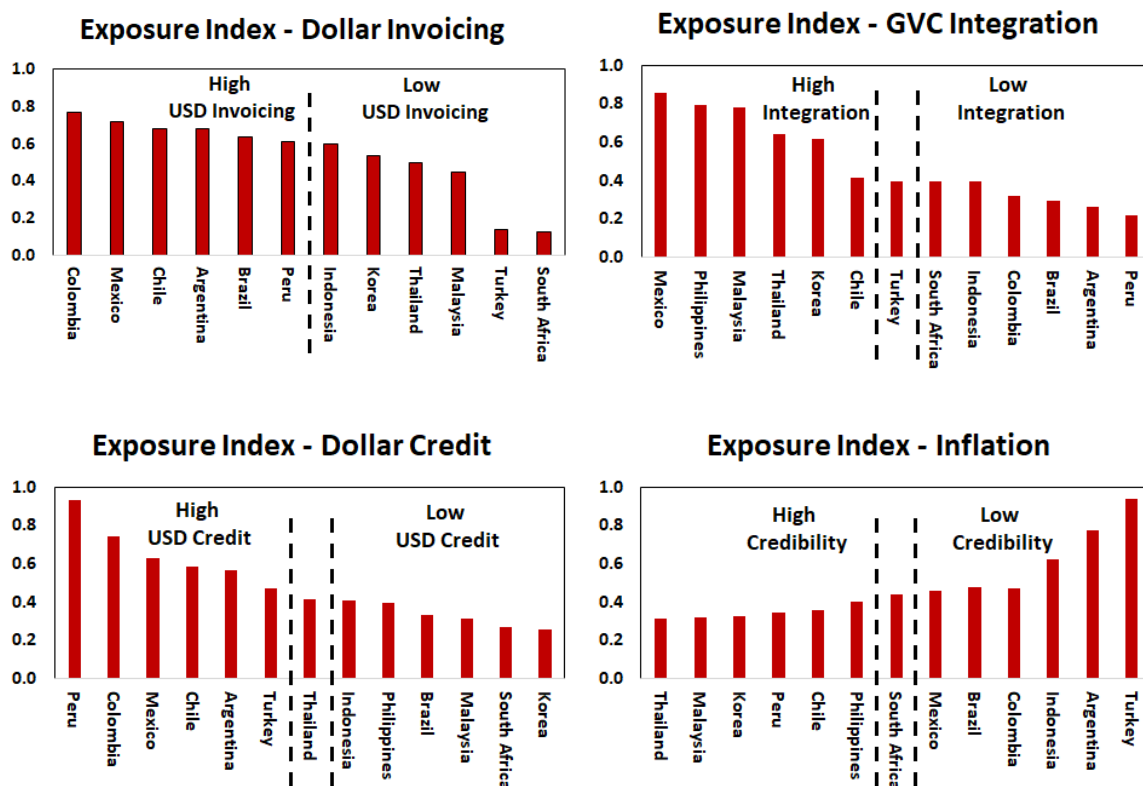 Exposure Index - Dollar Invoicing
1.0
0.8
0.6
0.4
0.2
0.0
High
USD Invoicing
Low
USD Invoicing
Colombia
Mexico
Chile
Argentina
Brazil
Peru
Indonesia
Korea
Thailand
Malaysia
Turkey
South Africa
Exposure Index - GVC Integration
1.0
0.8
0.6
0.4
0.2
0.0
High
Integration
Low
Integration
Mexico
Philippines
Malaysia
Thailand
Korea
Chile
Turkey
South Africa
Indonesia
Colombia
Brazil
Argentina
Peru
Exposure Index - Dollar Credit
1.0
0.8
0.6
0.4
0.2
0.0
High
USD Credit
Low
USD Credit
Peru
Colombia
Mexico
Chile
Argentina
Turkey
Thailand
Indonesia
Philippines
Brazil
Malaysia
South Africa
Korea
Exposure Index - Inflation
1.0
0.8
0.6
0.4
0.2
0.0
High
Credibility
Low
Credibility
Thailand
Malaysia
Korea
Peru
Chile
Philippines
South Africa
Mexico
Brazil
Colombia
Indonesia
Argentina
Turkey